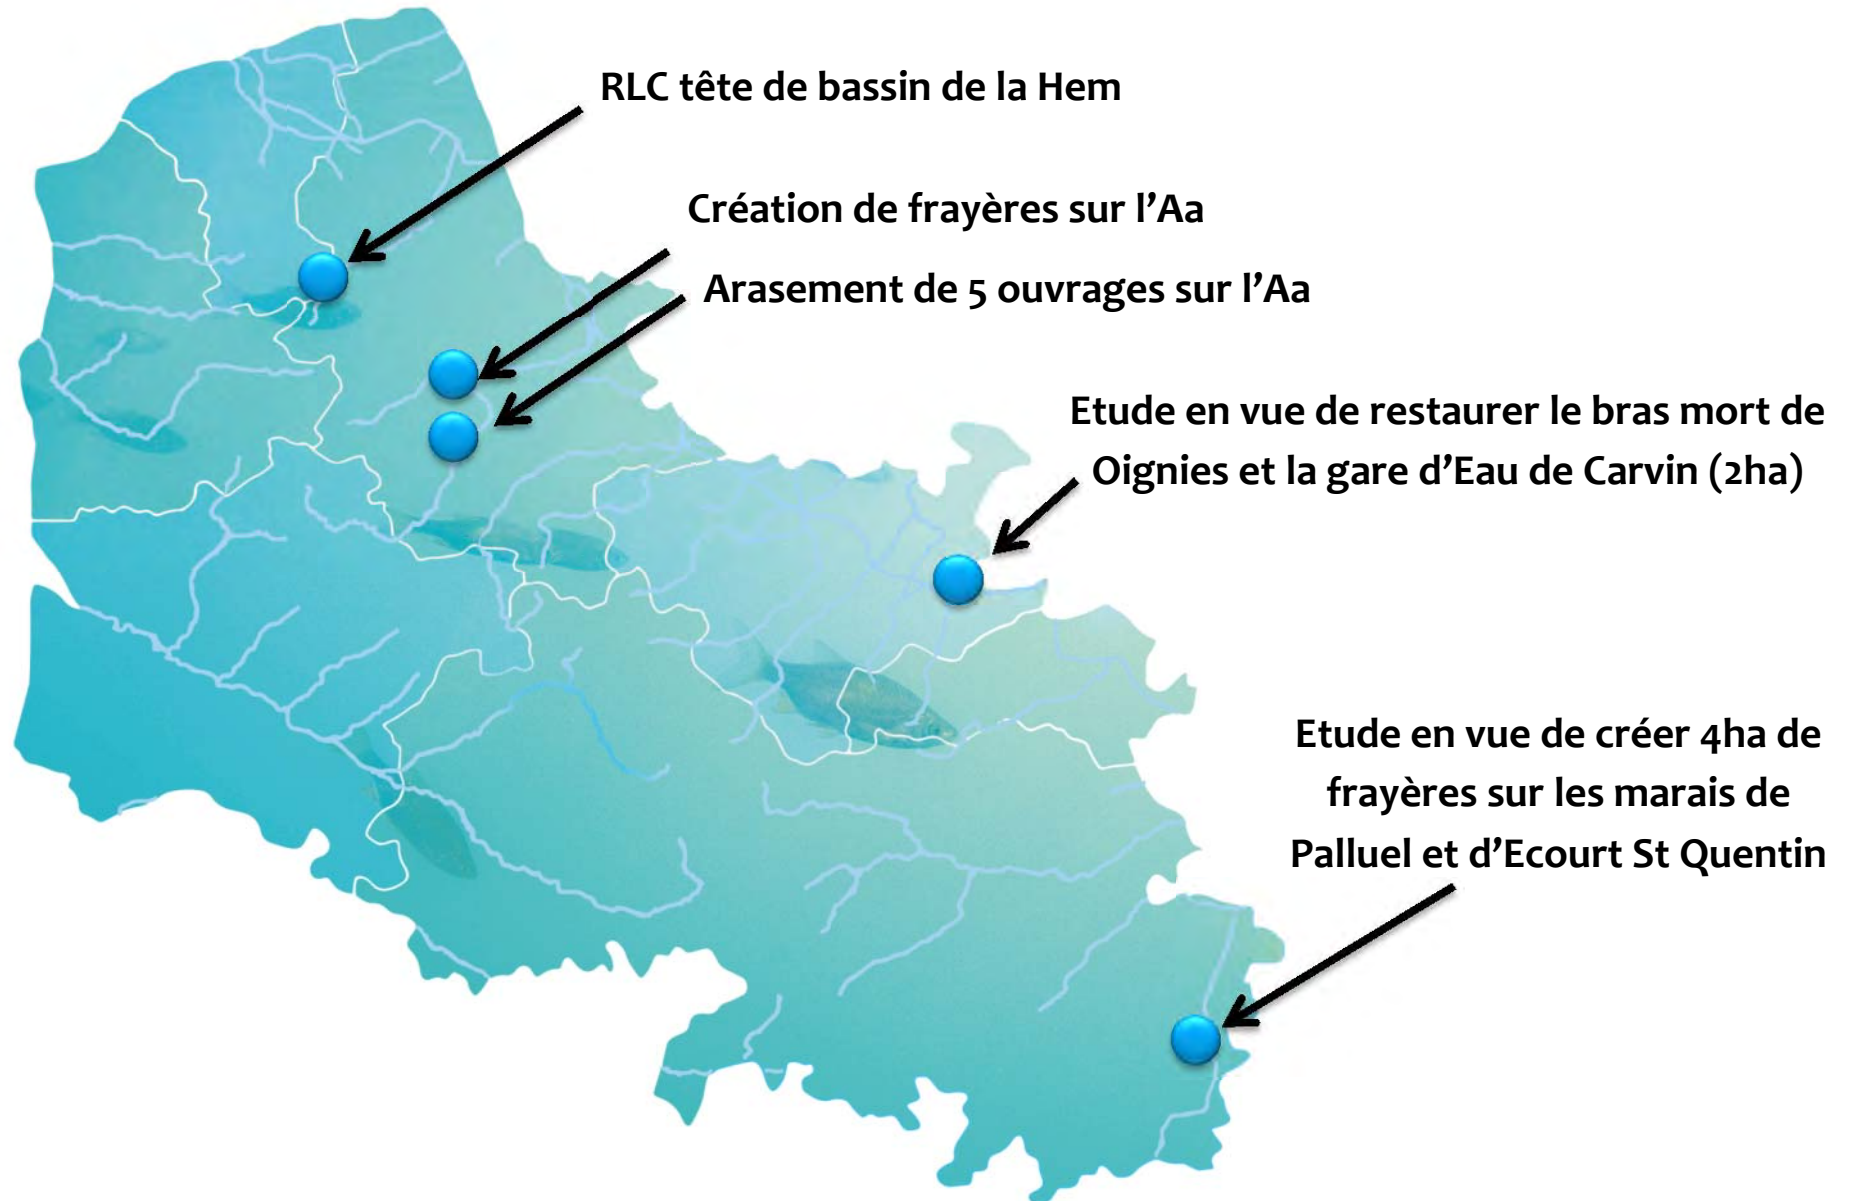 RLC tête de bassin de la Hem
Création de frayères sur l’Aa
Arasement de 5 ouvrages sur l’Aa
Etude en vue de restaurer le bras mort de
Oignies et la gare d’Eau de Carvin (2ha)
Etude en vue de créer 4ha de
frayères sur les marais de
Palluel et d’Ecourt St Quentin